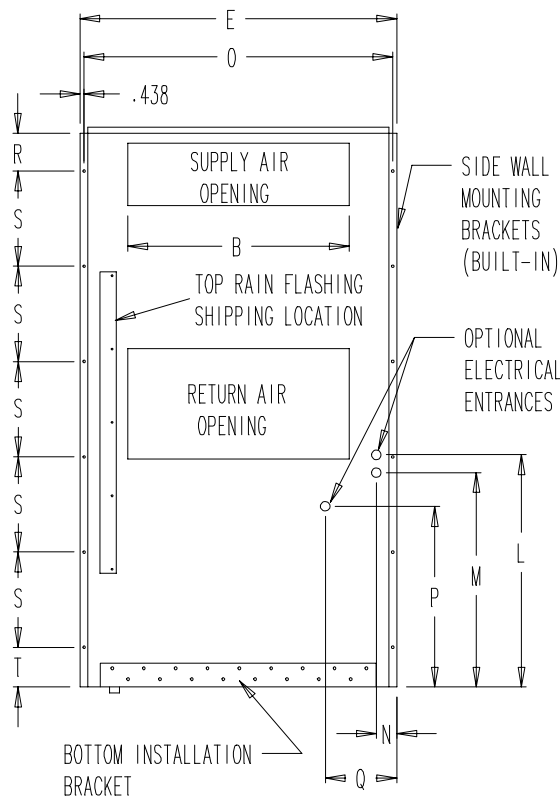 E
O
.438
R
SUPPLY AIR
OPENING
SIDE WALL
MOUNTING
BRACKETS
(BUILT-IN)
S
B
TOP RAIN FLASHING
SHIPPING LOCATION
S
OPTIONAL
ELECTRICAL
ENTRANCES
RETURN AIR
OPENING
S
S
L
M
P
S
T
N
BOTTOM INSTALLATION
BRACKET
Q